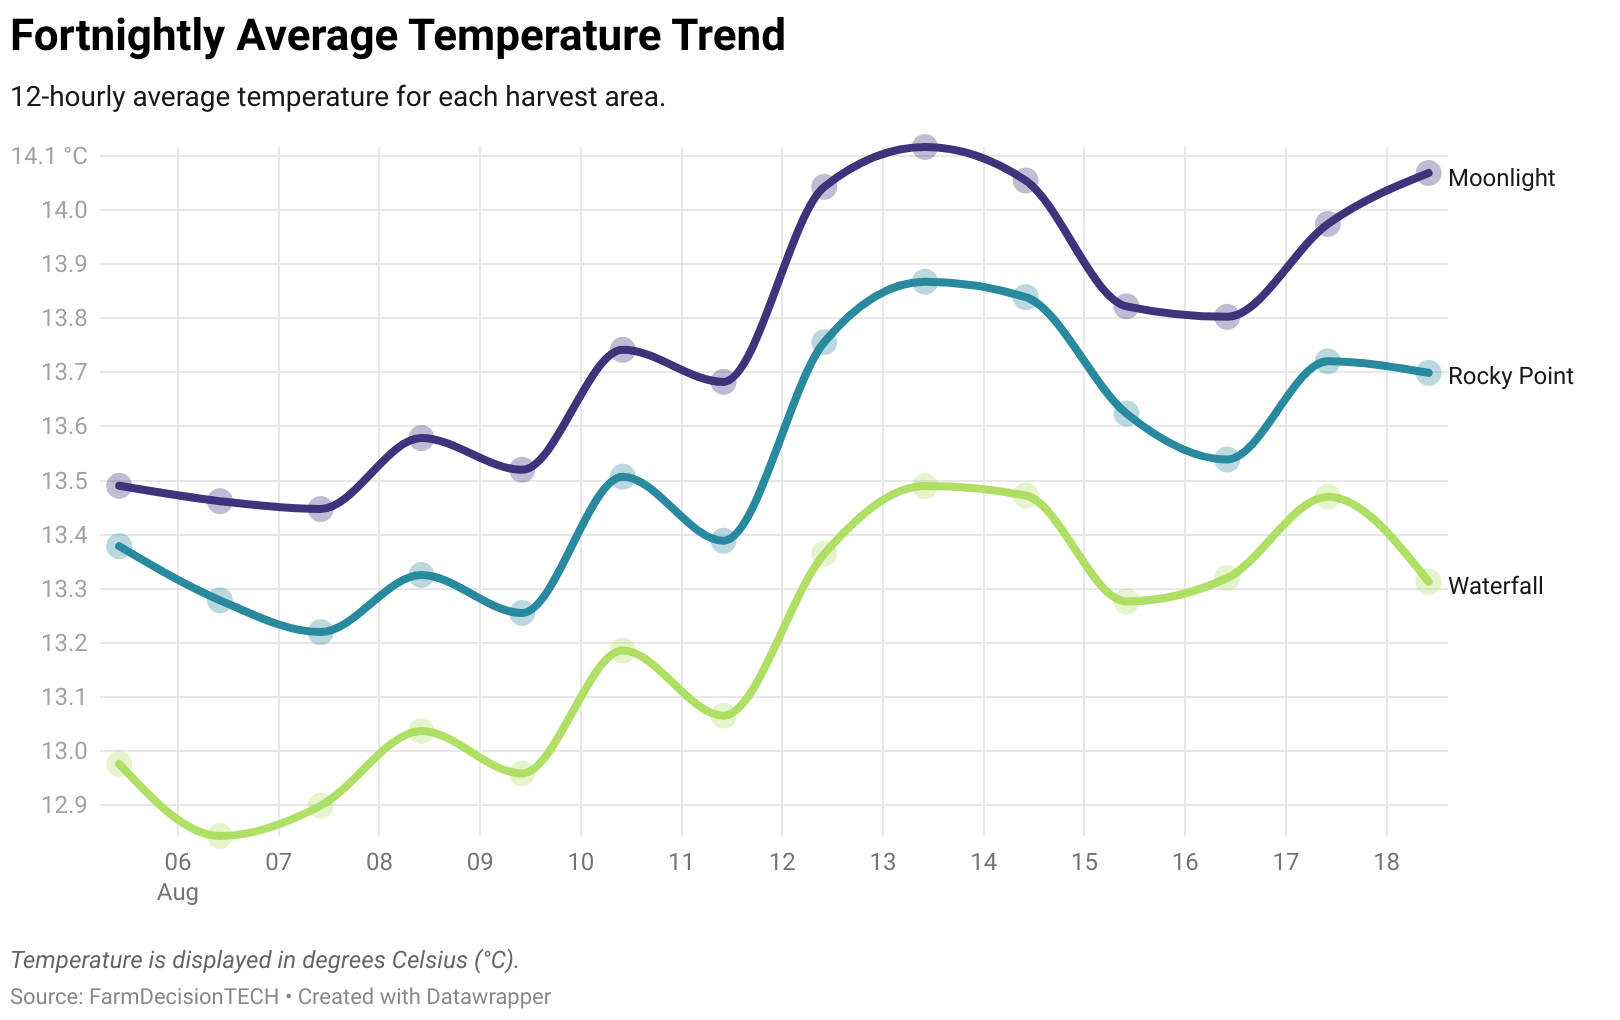 Fortnightly Average Temperature Trend
12-hourly average temperature for each harvest area.
14.1 °C
14.0
13.9
13.8
13.7
13.6
13.5
13.4
13.3
13.2
13.1
13.0
12.9
Moonlight
Rocky Point
Waterfall
06 07 08 09 10 11 12 13 14 15 16 17 18
Aug
Temperature is displayed in degrees Celsius (°C).
Source: FarmDecisionTECH • Created with Datawrapper